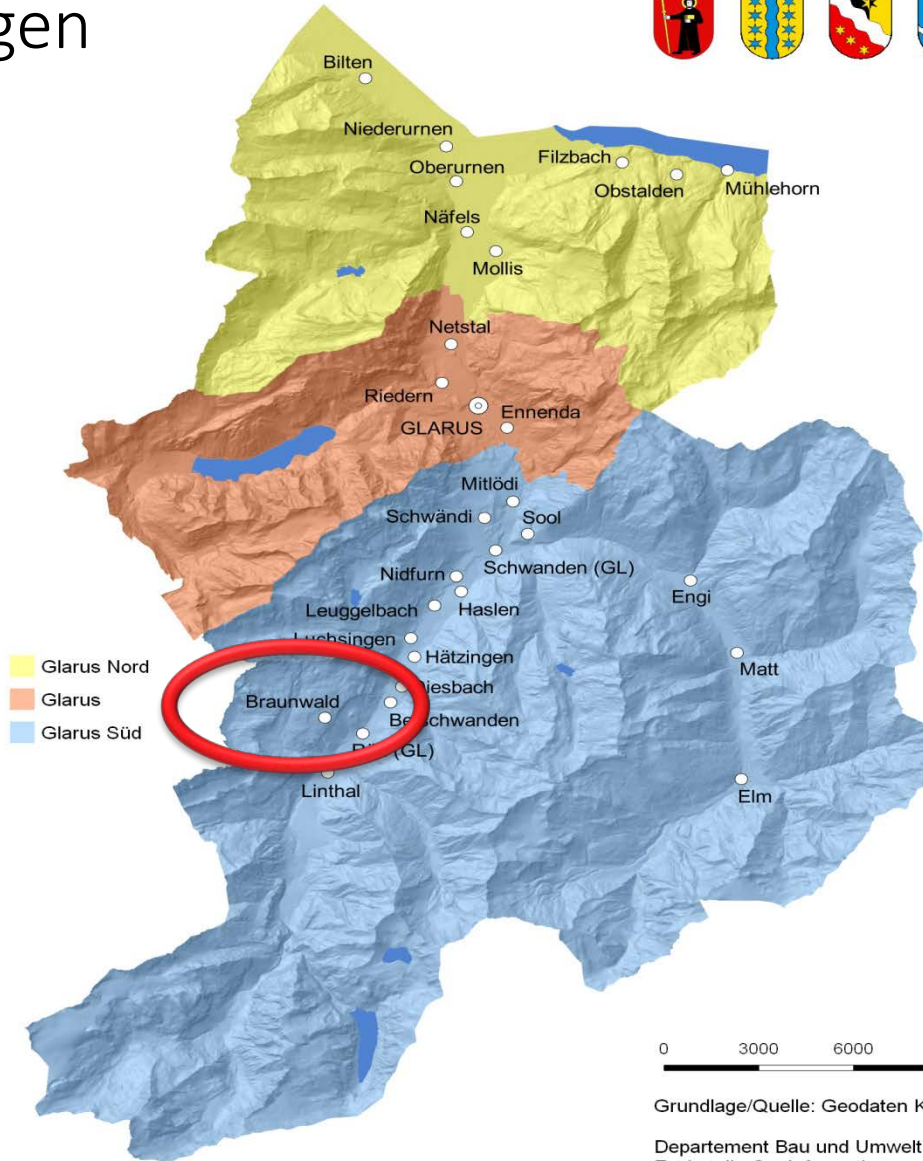 gen
Bilten
Niederurnen
Oberurnen
Filzbach
Obstalden
Mühlehorn
Näfels
Mollis
Netstal
Riedern
GLARUS
Ennenda
Mitlödi
Schwändi
Sool
Schwanden (GL)
Nidfurn
Engi
Leuggelbach
Haslen
Luchsingen
Hätzingen
Matt
Glarus Nord
Glarus
Glarus Süd
Braunwald
(GL)
Linthal
Elm
0 3000 6000
Grundlage/Quelle: Geodaten K
Departement Bau und Umwelt